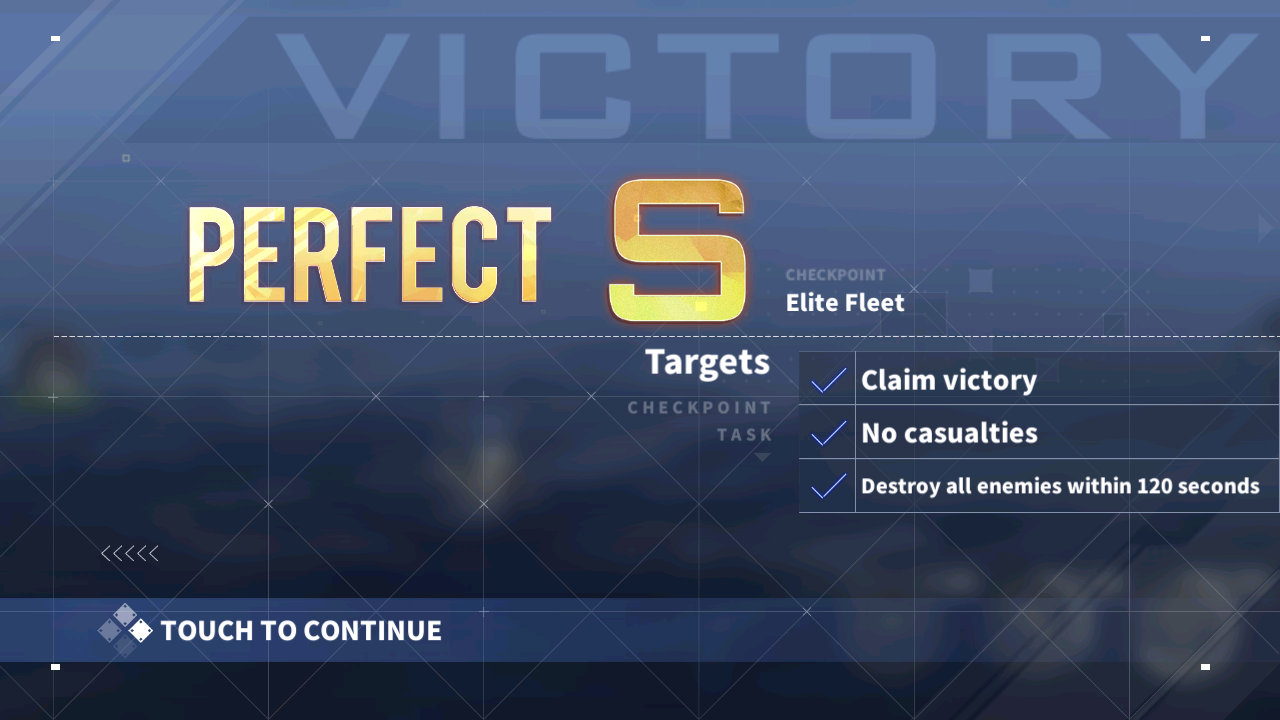 VICTORY
PERFECT S
CHECKPOINT
Elite Fleet
Targets
CHECKPOINT
TASK
Claim victory
No casualties
Destroy all enemies within 120 seconds
TOUCH TO CONTINUE